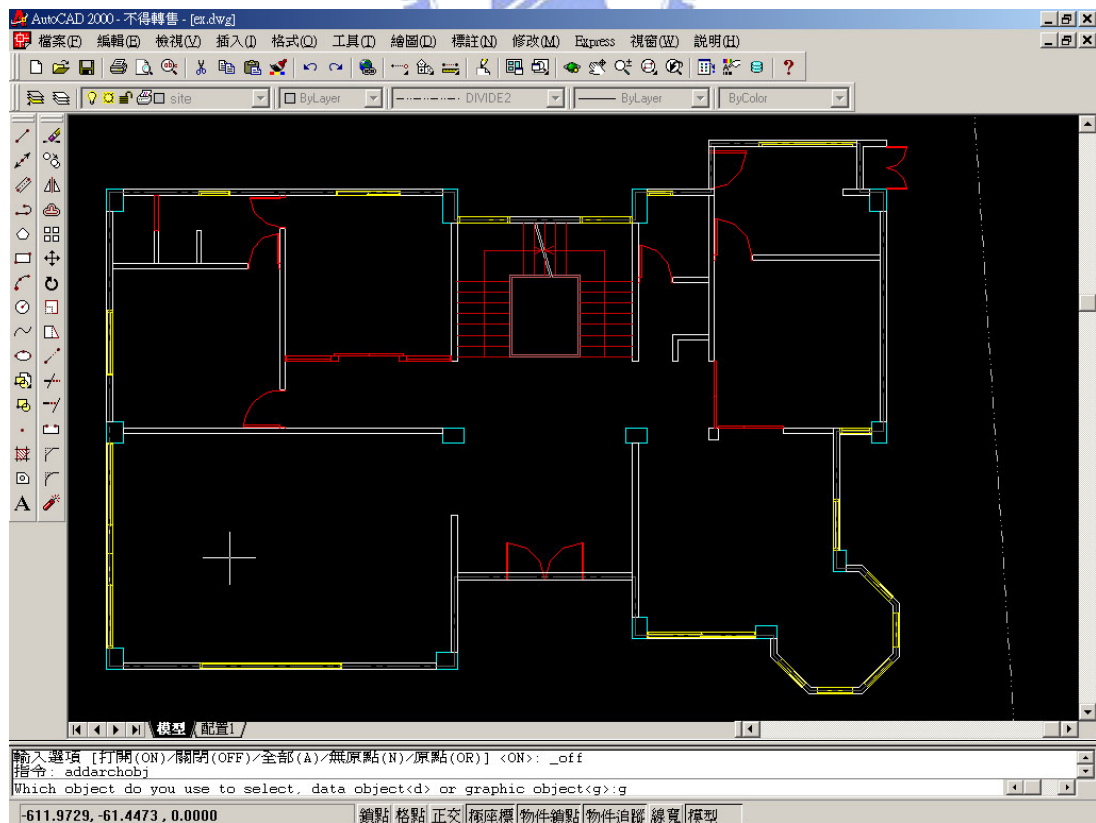 AutoCAD 2000 - 不得轉售 - [ex.dwg]
檔案(F) 編輯(E) 檢視(V) 插入(I) 格式(O) 工具(T) 繪圖(D) 標註(N) 修改(M) Express 視窗(W) 説明(H)
site ByLayer DIVIDE2 ByLayer ByColor
A
模型 配置1
輸入選項 [打開(ON)/關閉(OFF)/全部(A)/無原點(N)/原點(OR)] <ON>: _off
指令: addarchobj
Which object do you use to select, data object<d> or graphic object<g>:g
-611.9729, -61.4473 , 0.0000 鎖點 格點 正交 極座標 物件鎖點 物件追蹤 線寬 模型